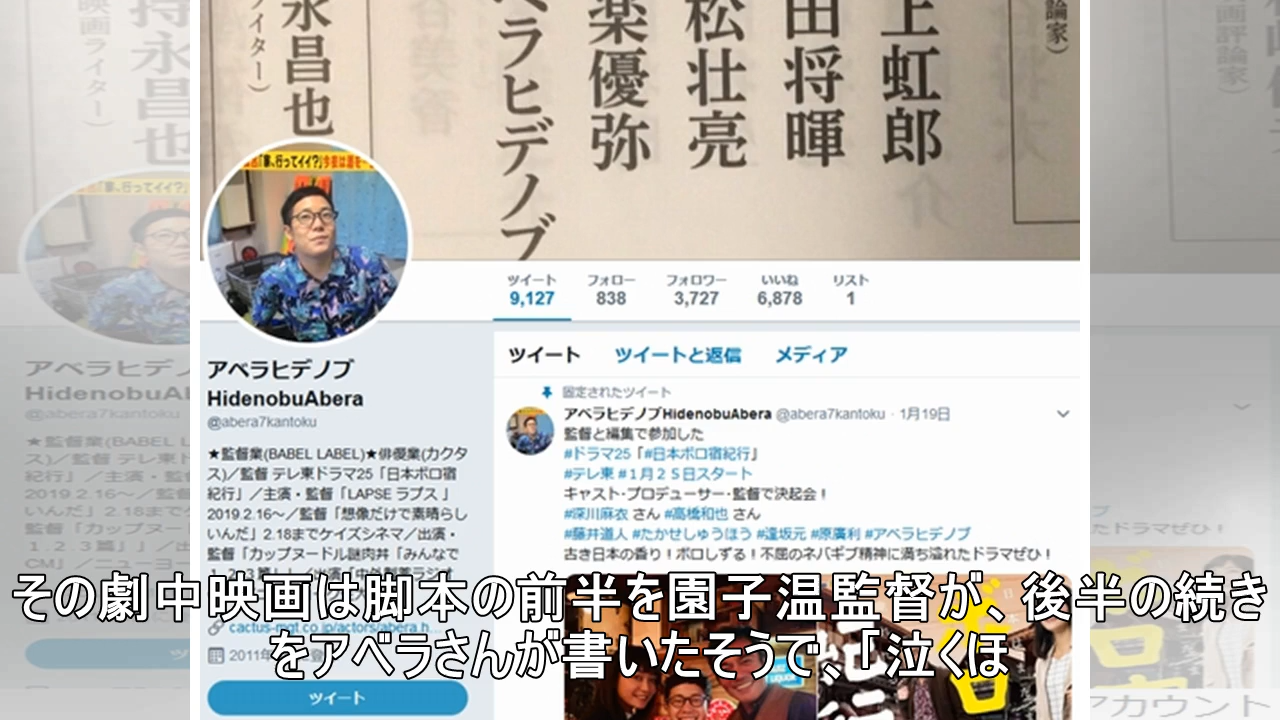 上虹郎
田将暉
松壮亮
楽優弥
ベラヒデノブ
永昌也
イター）
論家）
ツイート フォロー フォロワー いいね リスト
9,127 838 3,727 6,878 1
アベラヒデノブ
HidenobuAbera
@abera7kantoku
★監督業(BABEL LABEL)★俳優業(カクタ
ス)／監督 テレ東ドラマ25「日本ボロ宿
紀行」／主演・監督「LAPSE ラプス 」
2019.2.16～／監督「想像だけで素晴らし
いんだ」2.18までケイズシネマ／出演・
監督「カップヌードル謎肉丼「みんなで
cactus-mgt.co.jp/actors/abera.h...
2011年
ツイート
ツイート ツイートと返信 メディア
固定されたツイート
アベラヒデノブHidenobuAbera @abera7kantoku · 1月19日
監督と編集で参加した
#ドラマ25「#日本ボロ宿紀行」
#テレ東 #１月２５日スタート
キャスト･プロデューサー･監督で決起会！
#深川麻衣 さん #高橋和也 さん
#藤井道人 #たかせしゅうほう #逢坂元 #原廣利 #アベラヒデノブ
古き日本の香り！ボロしずる！不屈のネバギブ精神に満ち溢れたドラマぜひ！
その劇中映画は脚本の前半を園子温監督が、後半の続き
をアベラさんが書いたそうで、「泣くほ
アカウント